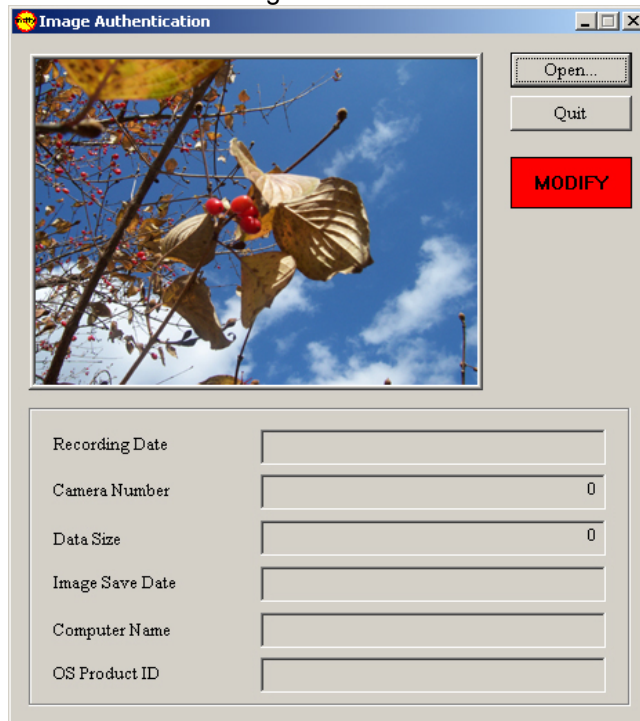 Image Authentication
Open...
Quit
MODIFY
Recording Date
Camera Number 0
Data Size 0
Image Save Date
Computer Name
OS Product ID